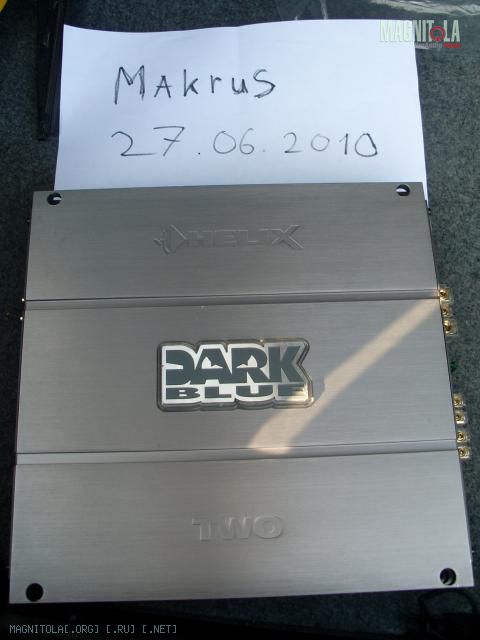 MAGNITOLA
Makrus
27.06.2010
HELIX
DARK
BLUE
TWO
MAGNITOLA[.ORG] [.RU] [.NET]